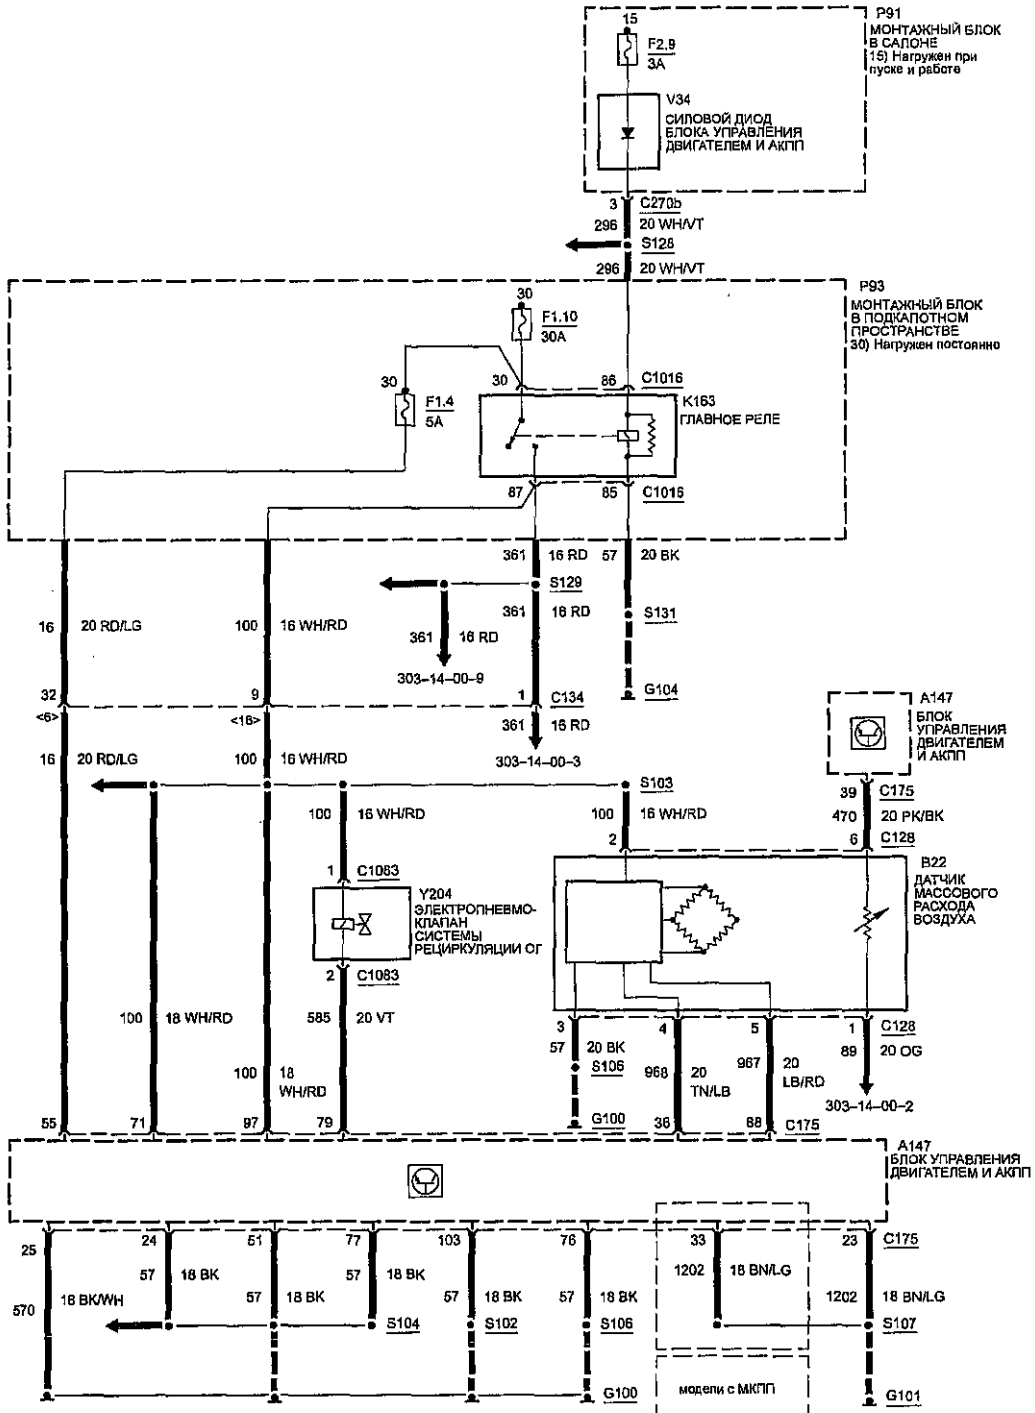 P91
МОНТАЖНЫЙ БЛОК
В САЛОНЕ
15) Нагружен при
пуске и работе
15
F2.9
3A
V34
СИЛОВОЙ ДИОД
БЛОКА УПРАВЛЕНИЯ
ДВИГАТЕЛЕМ И АКПП
3 C270b
296 20 WH/VT
S128
296 20 WH/VT
P93
МОНТАЖНЫЙ БЛОК
В ПОДКАПОТНОМ
ПРОСТРАНСТВЕ
30) Нагружен постоянно
30
F1.10
30A
30
F1.4
5A
30 86 C1016
K163
ГЛАВНОЕ РЕЛЕ
87 85 C1016
361 16 RD 57 20 BK
S129
16 20 RD/LG 100 16 WH/RD 361 16 RD 361 16 RD S131
303-14-00-9
32 9 1 C134 G104
<6> <16> 361 16 RD
16 20 RD/LG 100 16 WH/RD
303-14-00-3
A147
БЛОК
УПРАВЛЕНИЯ
ДВИГАТЕЛЕМ
И АКПП
S103
39 C175
100 16 WH/RD 100 16 WH/RD 470 20 PK/BK
2 6 C128
1 C1083
Y204
ЭЛЕКТРОПНЕВМО-
КЛАПАН
СИСТЕМЫ
РЕЦИРКУЛЯЦИИ ОГ
B22
ДАТЧИК
МАССОВОГО
РАСХОДА
ВОЗДУХА
2 C1083
100 18 WH/RD 585 20 VT
3 4 5 1 C128
57 20 BK 968 20 TN/LB 967 20 LB/RD 89 20 OG
S106
100 18 WH/RD
303-14-00-2
G100
55 71 97 79 36 88 C175
A147
БЛОК УПРАВЛЕНИЯ
ДВИГАТЕЛЕМ И АКПП
25 24 51 77 103 76 33 23 C175
57 18 BK 57 18 BK 1202 18 BN/LG
570 18 BK/WH 57 18 BK 57 18 BK 57 18 BK 1202 18 BN/LG
S104 S102 S106 S107
G100 модели с МКПП G101